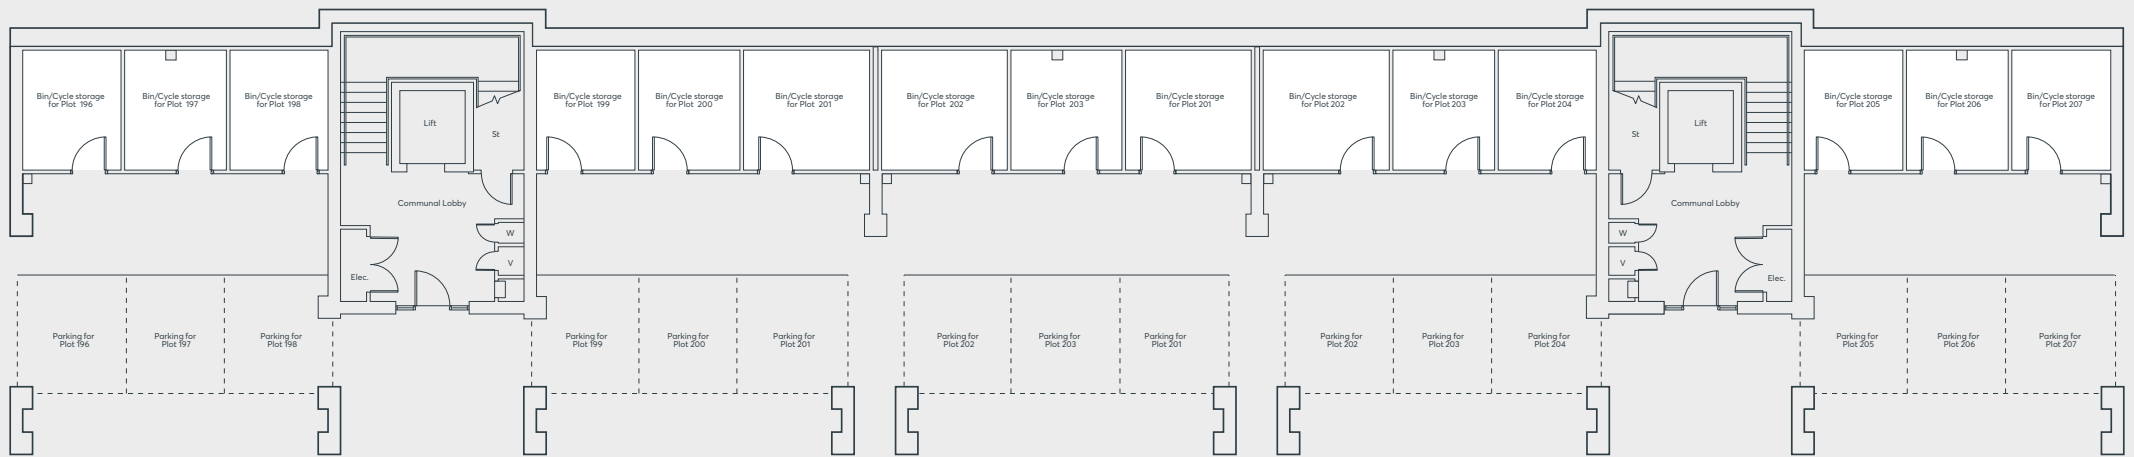 Bin/Cycle storage
for Plot 196
Bin/Cycle storage
for Plot 197
Bin/Cycle storage
for Plot 198
Bin/Cycle storage
for Plot 199
Bin/Cycle storage
for Plot 200
Bin/Cycle storage
for Plot 201
Bin/Cycle storage
for Plot 202
Bin/Cycle storage
for Plot 203
Bin/Cycle storage
for Plot 201
Bin/Cycle storage
for Plot 202
Bin/Cycle storage
for Plot 203
Bin/Cycle storage
for Plot 204
Bin/Cycle storage
for Plot 205
Bin/Cycle storage
for Plot 206
Bin/Cycle storage
for Plot 207
Lift
St
St
Lift
Communal Lobby
Communal Lobby
W
W
V
V
Elec.
Elec.
Parking for
Plot 196
Parking for
Plot 197
Parking for
Plot 198
Parking for
Plot 199
Parking for
Plot 200
Parking for
Plot 201
Parking for
Plot 202
Parking for
Plot 203
Parking for
Plot 201
Parking for
Plot 202
Parking for
Plot 203
Parking for
Plot 204
Parking for
Plot 205
Parking for
Plot 206
Parking for
Plot 207